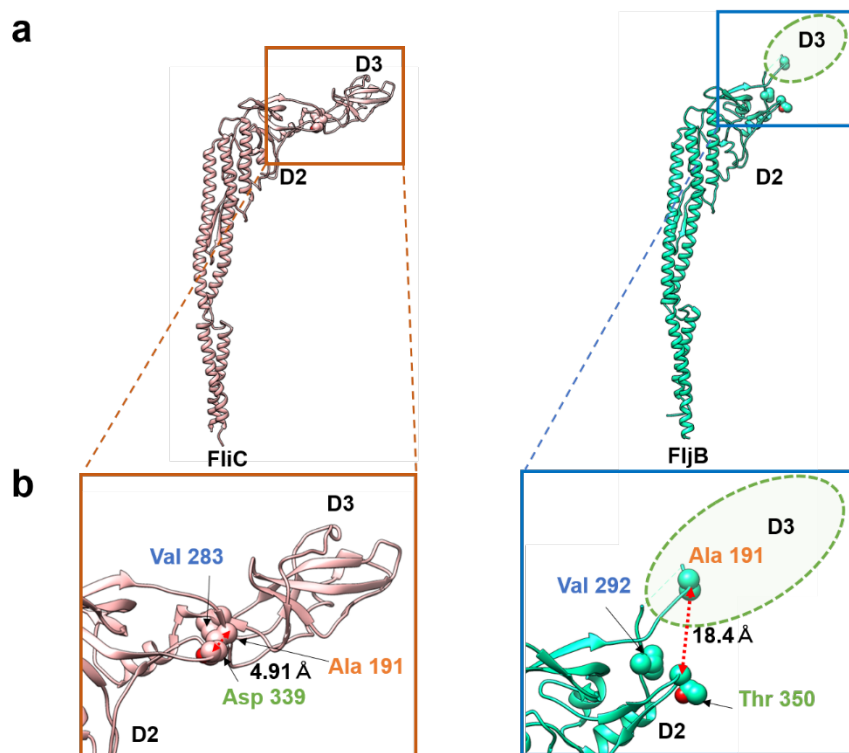 a
D3
D2
FliC
D3
D2
FljB
b
D3
Val 283
4.91 Å
Ala 191
Asp 339
D2
D3
Ala 191
Val 292
18.4 Å
Thr 350
D2